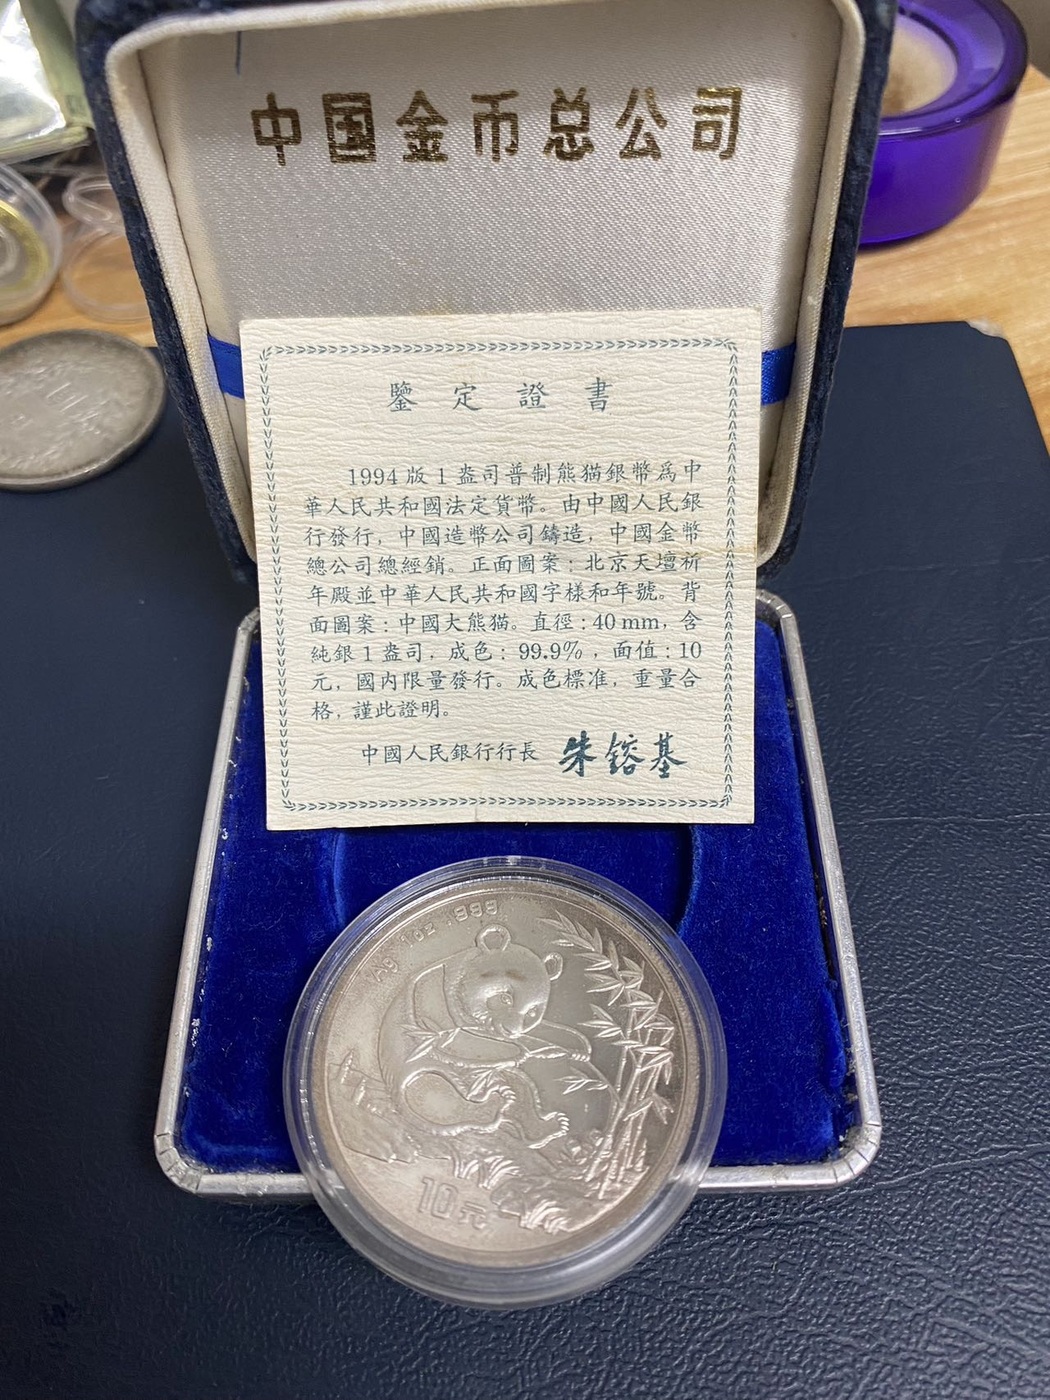 中国金币总公司
鑒定證書
1994版1盎司普制熊猫銀幣爲中
華人民共和國法定貨幣。由中國人民銀
行發行，中國造幣公司鑄造，中國金幣
總公司總經銷。正面圖案：北京天壇祈
年殿並中華人民共和國字樣和年號。背
面圖案：中國大熊猫。直徑：40mm，含
純銀1盎司，成色：99.9%，面值：10
元，國内限量發行。成色標准，重量合
格，謹此證明。
中國人民銀行行長 朱鎔基
Ag 1oz .999
10元